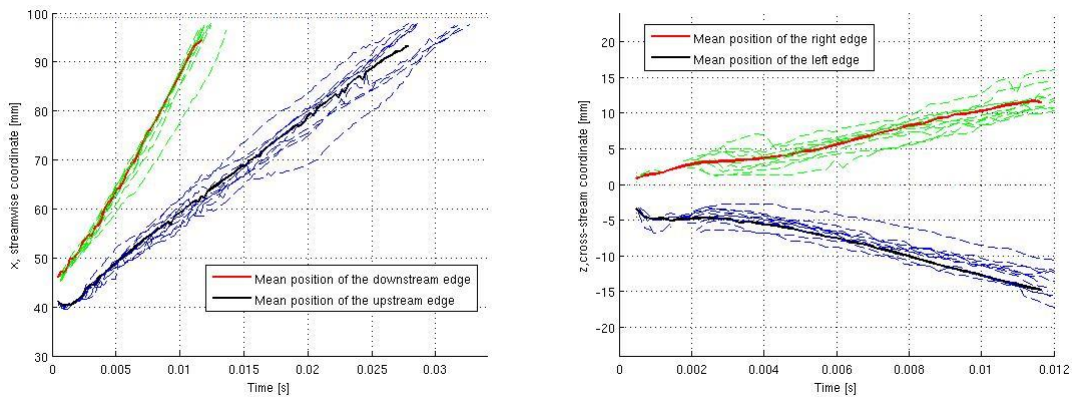 100
90
80
70
60
50
40
30
x, streamwise coordinate [mm]
Mean position of the downstream edge
Mean position of the upstream edge
0 0.005 0.01 0.015 0.02 0.025 0.03
Time [s]
20
15
10
5
0
-5
-10
-15
-20
z,cross-stream coordinate [mm]
Mean position of the right edge
Mean position of the left edge
0 0.002 0.004 0.006 0.008 0.01 0.012
Time [s]